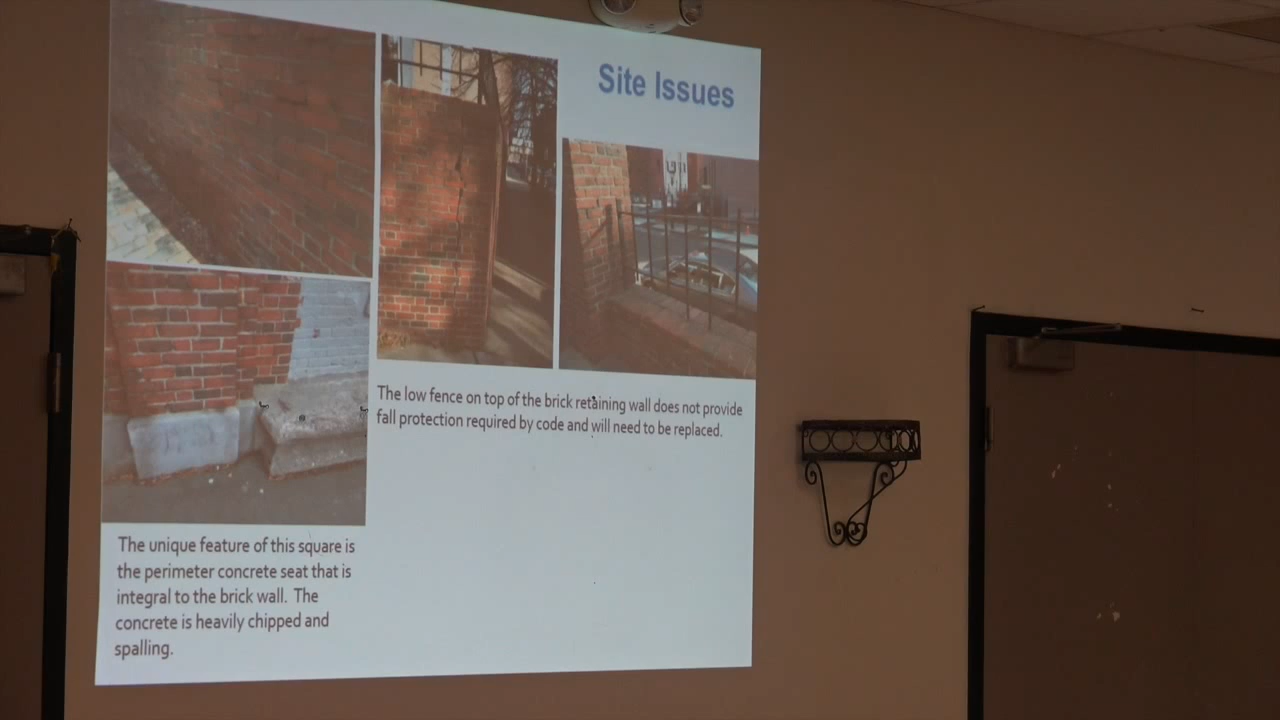 Site Issues
The low fence on top of the brick retaining wall does not provide
fall protection required by code and will need to be replaced.
The unique feature of this square is
the perimeter concrete seat that is
integral to the brick wall. The
concrete is heavily chipped and
spalling.